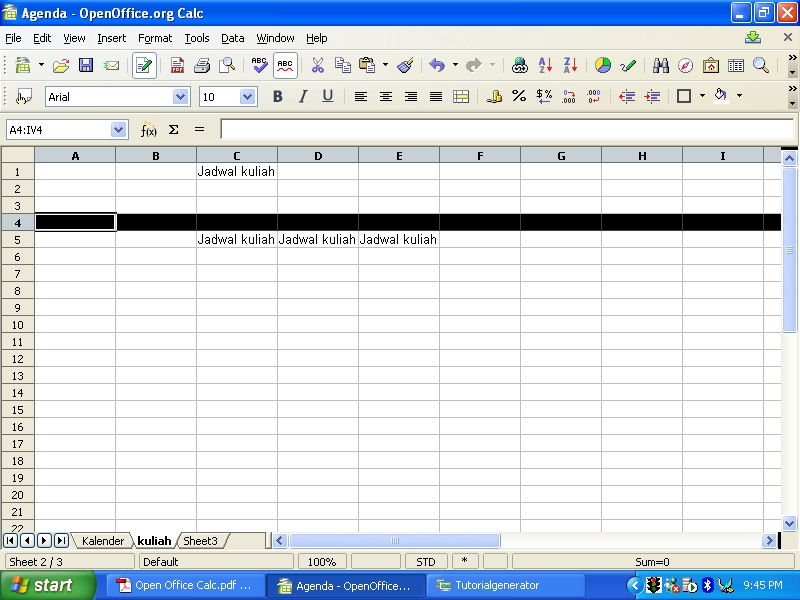 Agenda - OpenOffice.org Calc
File Edit View Insert Format Tools Data Window Help
Arial 10 B I U
A4:IV4 f(x) Σ =
A B C D E F G H I
1 Jadwal kuliah
2
3
4
5 Jadwal kuliah Jadwal kuliah Jadwal kuliah
6
7
8
9
10
11
12
13
14
15
16
17
18
19
20
21
22
Kalender kuliah Sheet3
Sheet 2 / 3 Default 100% STD * Sum=0
start Open Office Calc.pdf ... Agenda - OpenOffice... Tutorialgenerator 9:45 PM